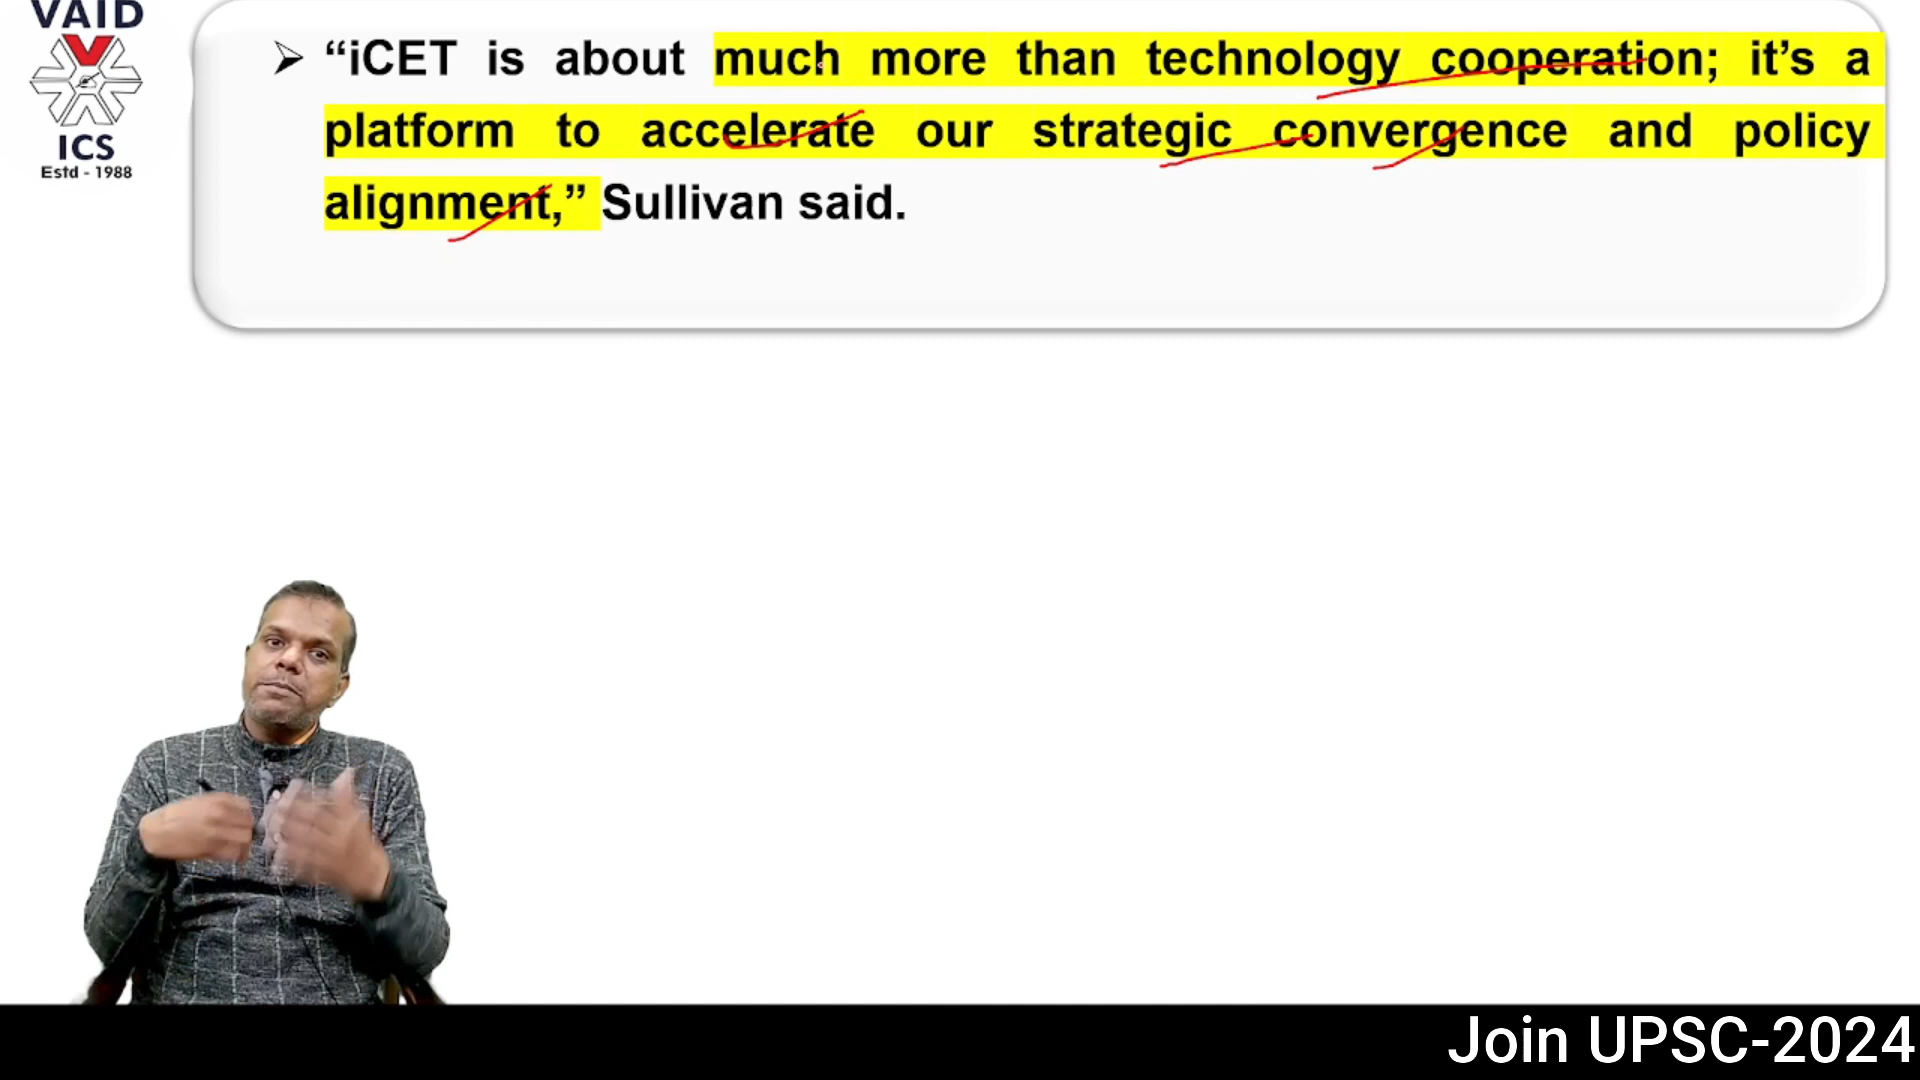 VAID
ICS
Estd - 1988
➢ “iCET is about much more than technology cooperation; it’s a
platform to accelerate our strategic convergence and policy
alignment,” Sullivan said.
Join UPSC-2024